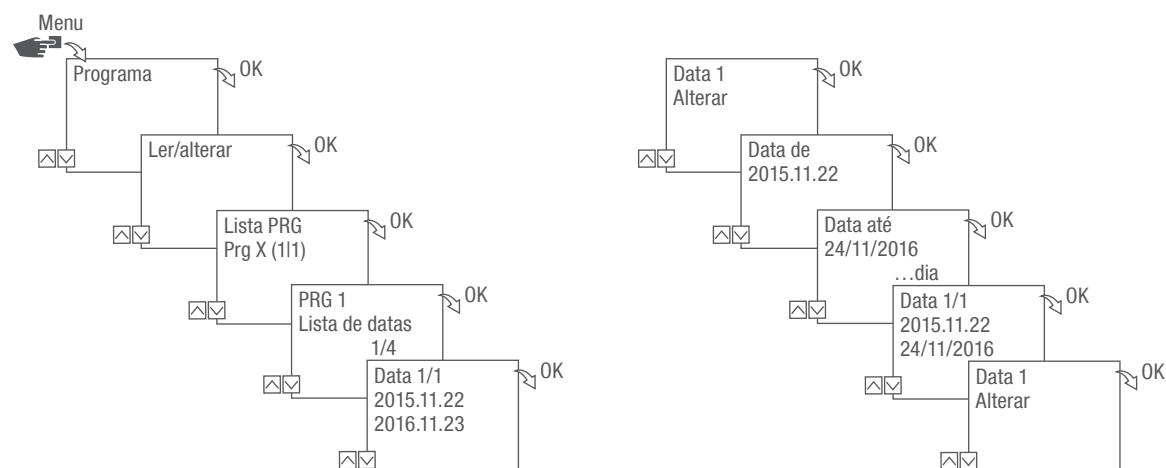 Menu
Programa
OK
Ler/alterar
OK
Lista PRG
Prg X (1|1)
OK
PRG 1
Lista de datas
1/4
OK
Data 1/1
2015.11.22
2016.11.23
OK
Data 1
Alterar
OK
Data de
2015.11.22
OK
Data até
24/11/2016
...dia
OK
Data 1/1
2015.11.22
24/11/2016
OK
Data 1
Alterar
OK